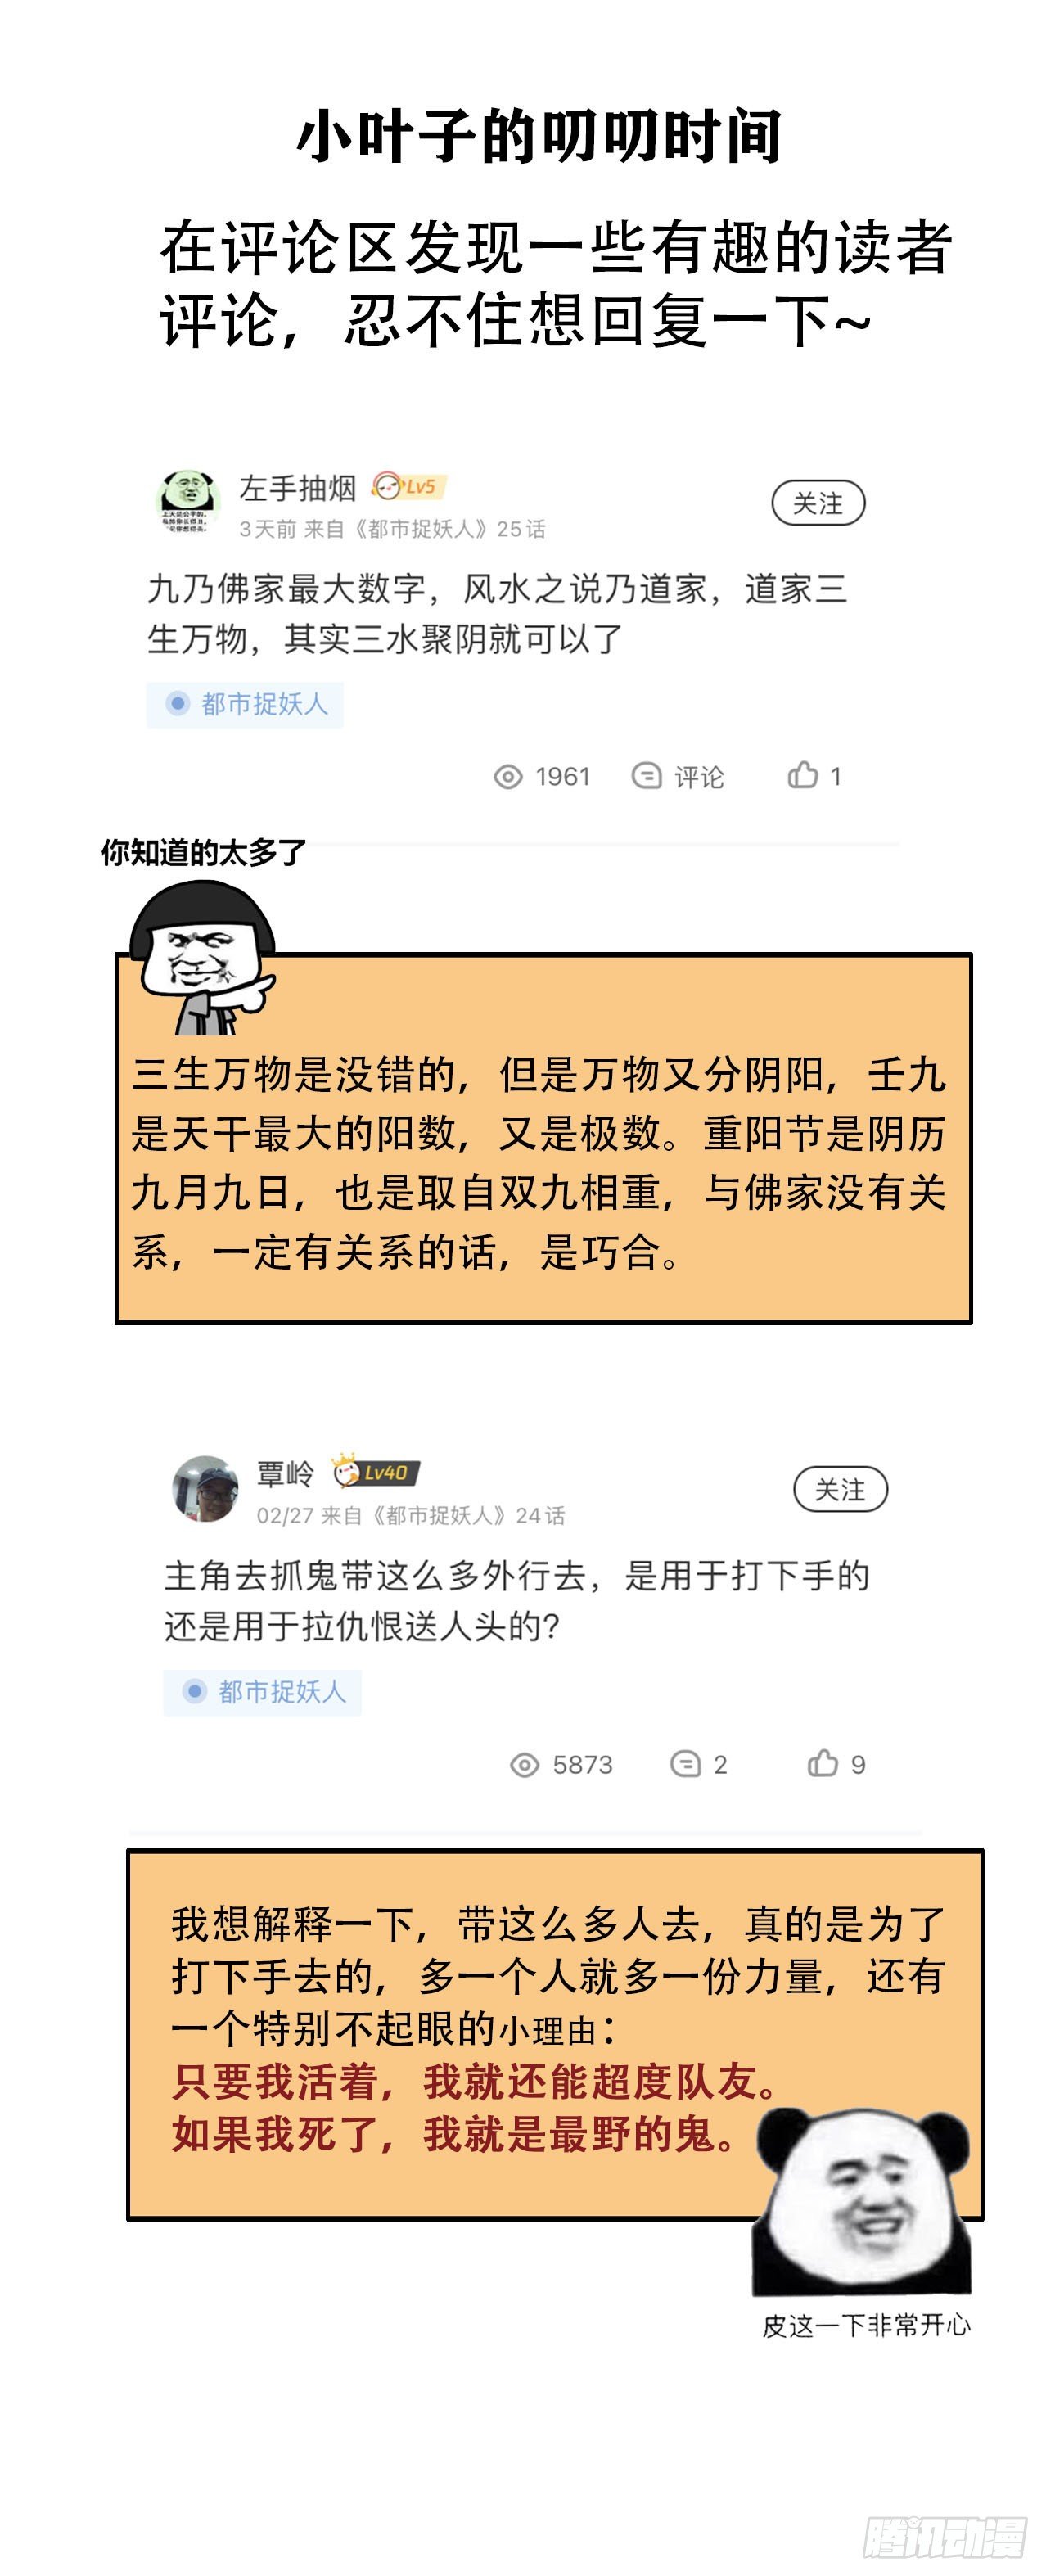 小叶子的叨叨时间
在评论区发现一些有趣的读者
评论，忍不住想回复一下~
左手抽烟 Lv5
关注
3天前 来自《都市捉妖人》25话
九乃佛家最大数字，风水之说乃道家，道家三
生万物，其实三水聚阴就可以了
都市捉妖人
1961 评论 1
你知道的太多了
三生万物是没错的，但是万物又分阴阳，壬九
是天干最大的阳数，又是极数。重阳节是阴历
九月九日，也是取自双九相重，与佛家没有关
系，一定有关系的话，是巧合。
覃岭 Lv40
关注
02/27 来自《都市捉妖人》24话
主角去抓鬼带这么多外行去，是用于打下手的
还是用于拉仇恨送人头的？
都市捉妖人
5873 2 9
我想解释一下，带这么多人去，真的是为了
打下手去的，多一个人就多一份力量，还有
一个特别不起眼的小理由：
只要我活着，我就还能超度队友。
如果我死了，我就是最野的鬼。
皮这一下非常开心
腾讯动漫